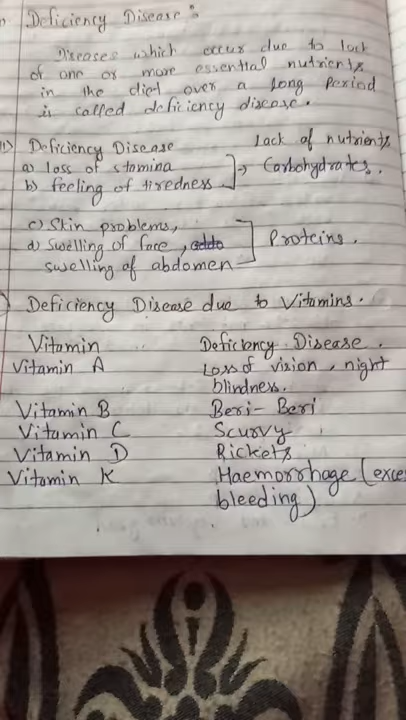 Deficiency Disease :
Diseases which occur due to lack
of one or more essential nutrients
in the diet over a long period
is called deficiency disease.
Deficiency Disease Lack of nutrients
a) loss of stamina
b) feeling of tiredness. → Carbohydrates.
c) Skin problems,
d) Swelling of face, Proteins.
swelling of abdomen
Deficiency Disease due to Vitamins.
Vitamin Deficiency Disease.
Vitamin A Loss of vision, night
blindness.
Vitamin B Beri-Beri
Vitamin C Scurvy
Vitamin D Rickets
Vitamin K Haemorrhage (exce
bleeding)